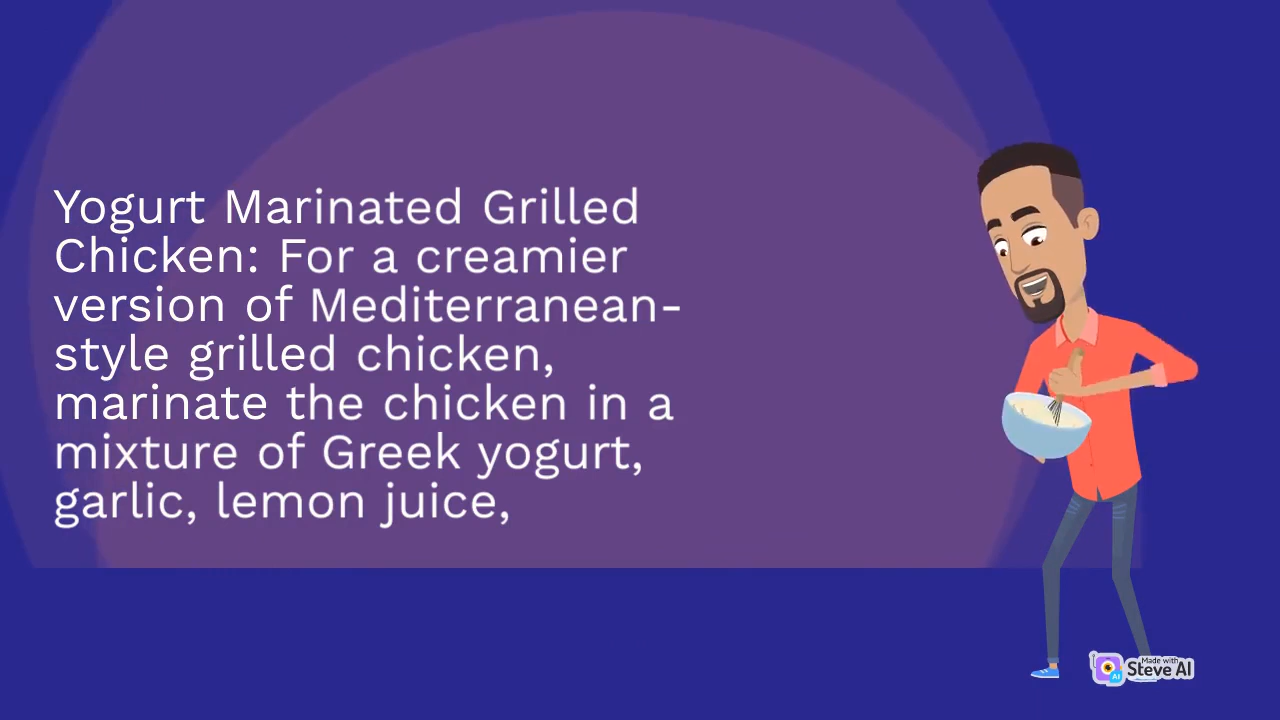 Yogurt Marinated Grilled
Chicken: For a creamier
version of Mediterranean-
style grilled chicken,
marinate the chicken in a
mixture of Greek yogurt,
garlic, lemon juice,
Made with
Steve AI
AI